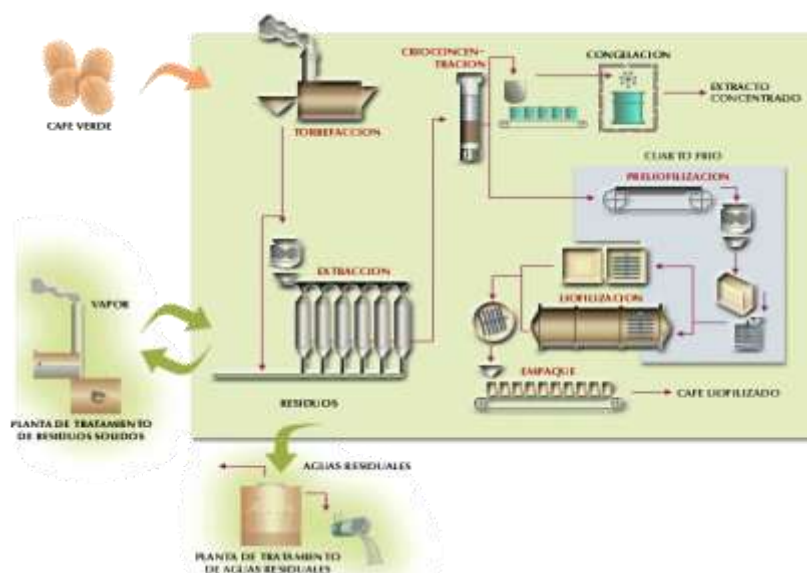 CAFE VERDE
TORREFACCION
CRIOCONCEN-
TRACION
CONGELACION
EXTRACTO
CONCENTRADO
CUARTO FRIO
PRELIOFILIZACION
EXTRACCION
LIOFILIZACION
VAPOR
EMPAQUE
CAFE LIOFILIZADO
RESIDUOS
PLANTA DE TRATAMIENTO
DE RESIDUOS SOLIDOS
AGUAS RESIDUALES
PLANTA DE TRATAMIENTO
DE AGUAS RESIDUALES